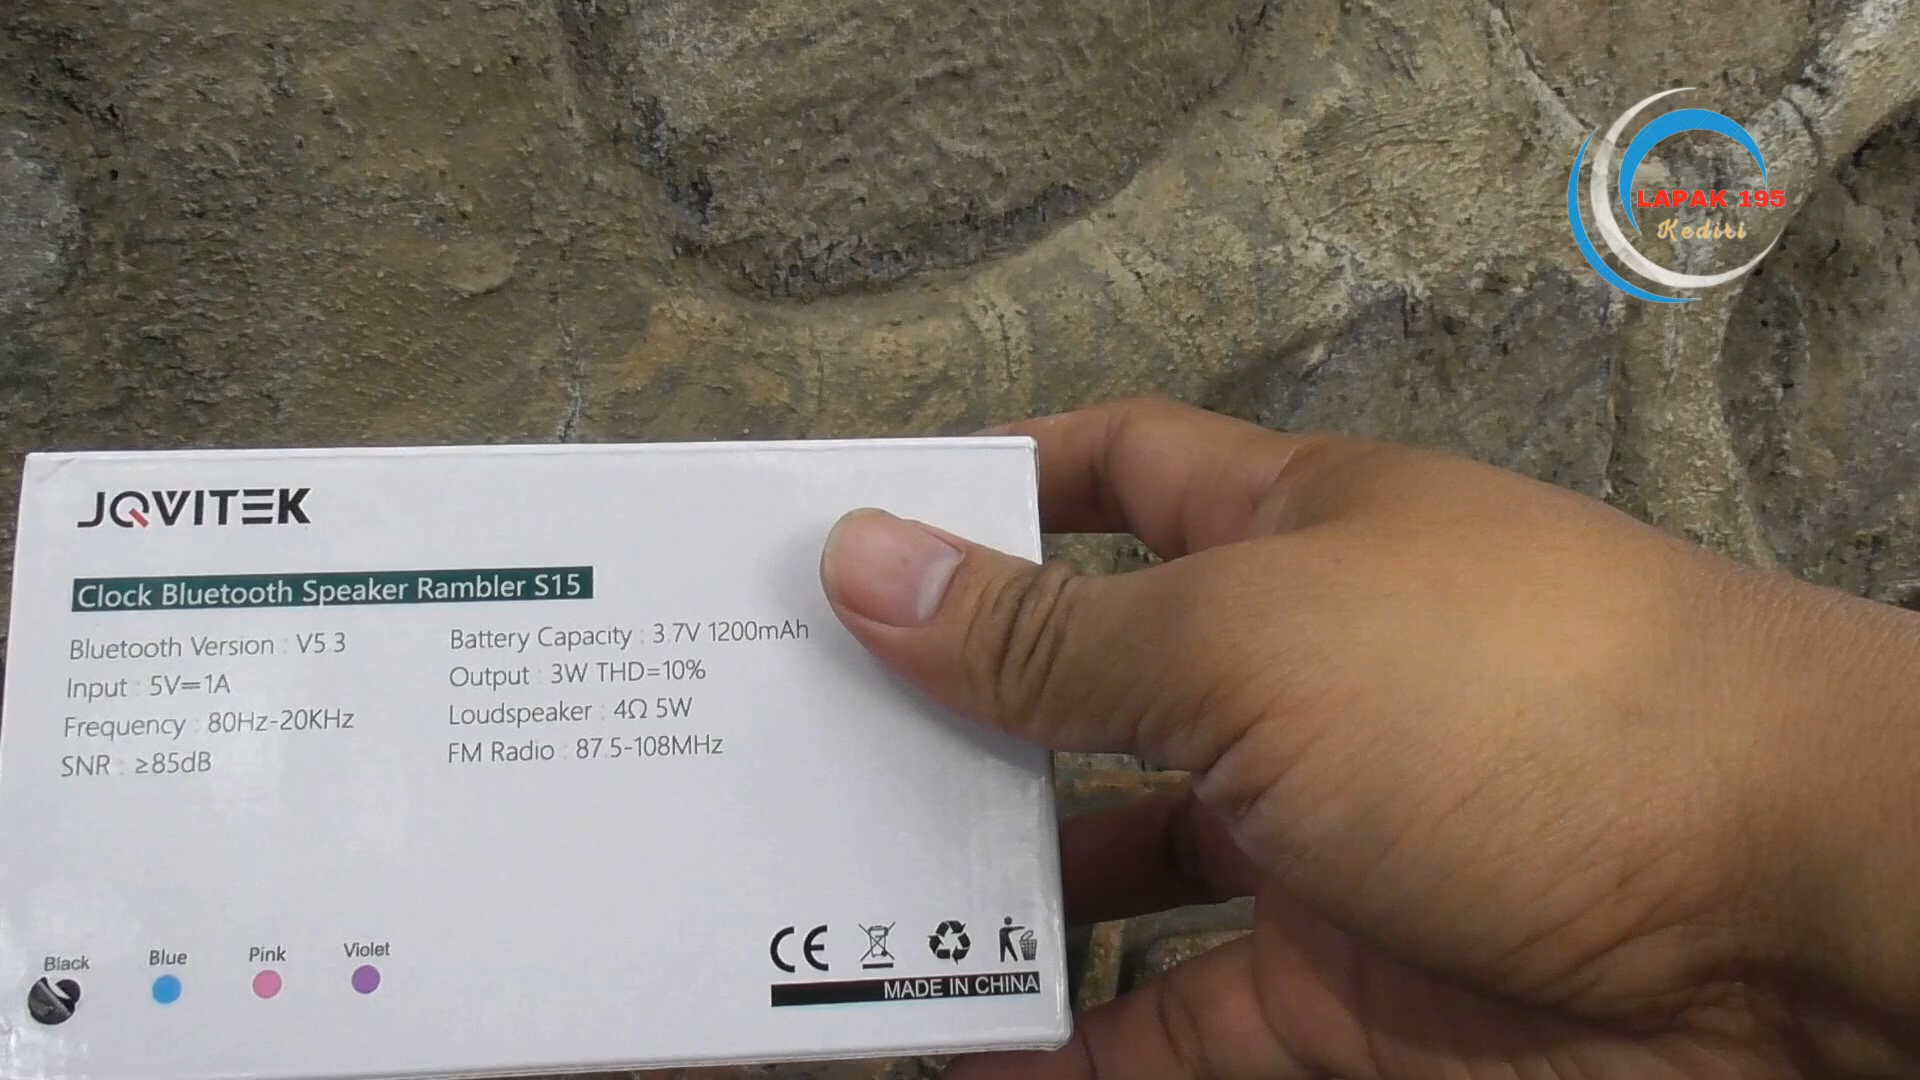 LAPAK 195
Kediri
JOVITEK
Clock Bluetooth Speaker Rambler S15
Bluetooth Version : V5.3
Input : 5V=1A
Frequency : 80Hz-20KHz
SNR : ≥85dB
Battery Capacity : 3.7V 1200mAh
Output : 3W THD=10%
Loudspeaker : 4Ω 5W
FM Radio : 87.5-108MHz
Black
Blue
Pink
Violet
CE
MADE IN CHINA